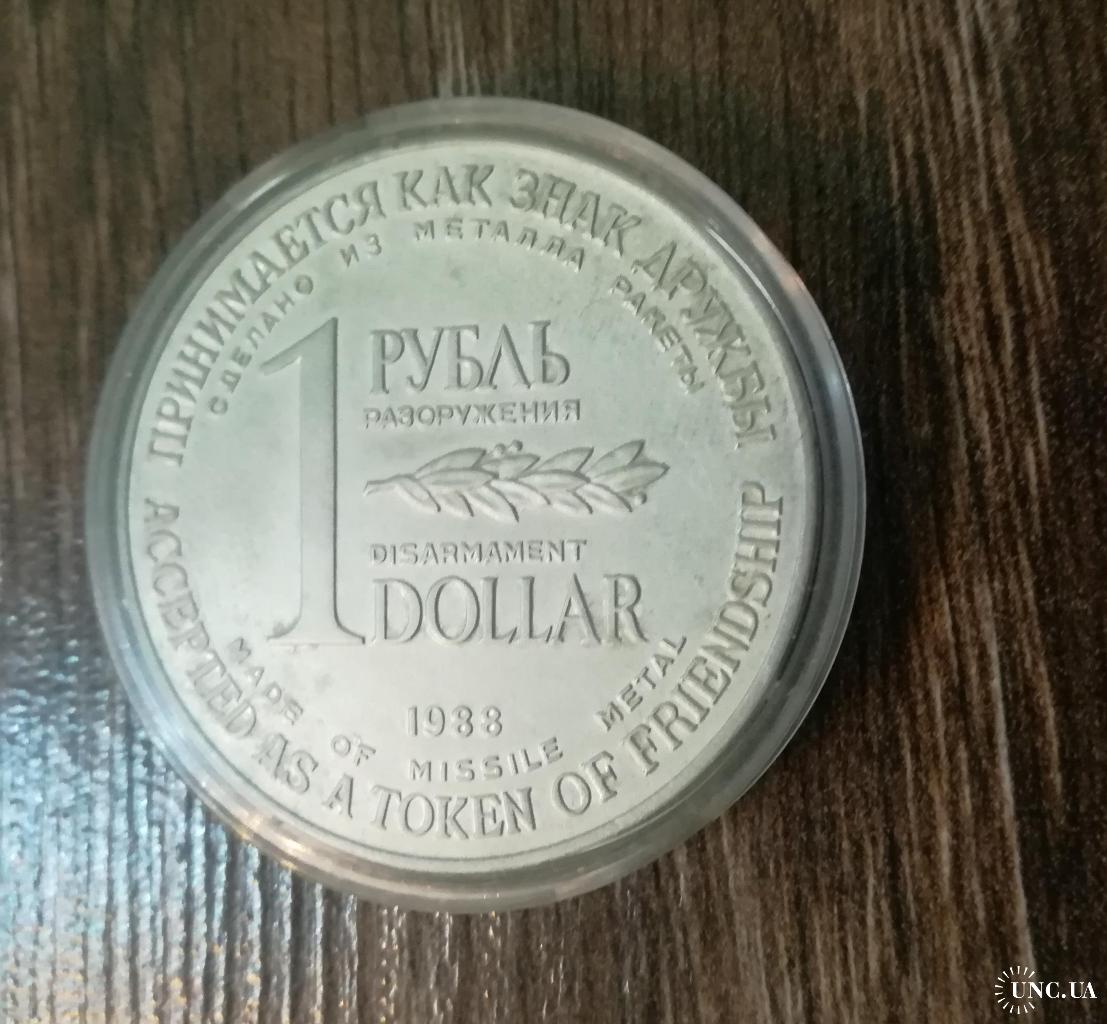 ПРИНИМАЕТСЯ КАК ЗНАК ДРУЖБЫ
СДЕЛАНО ИЗ МЕТАЛЛА РАКЕТЫ
1
РУБЛЬ
РАЗОРУЖЕНИЯ
DISARMAMENT
DOLLAR
1988
MADE OF MISSILE METAL
ACCEPTED AS A TOKEN OF FRIENDSHIP
UNC.UA